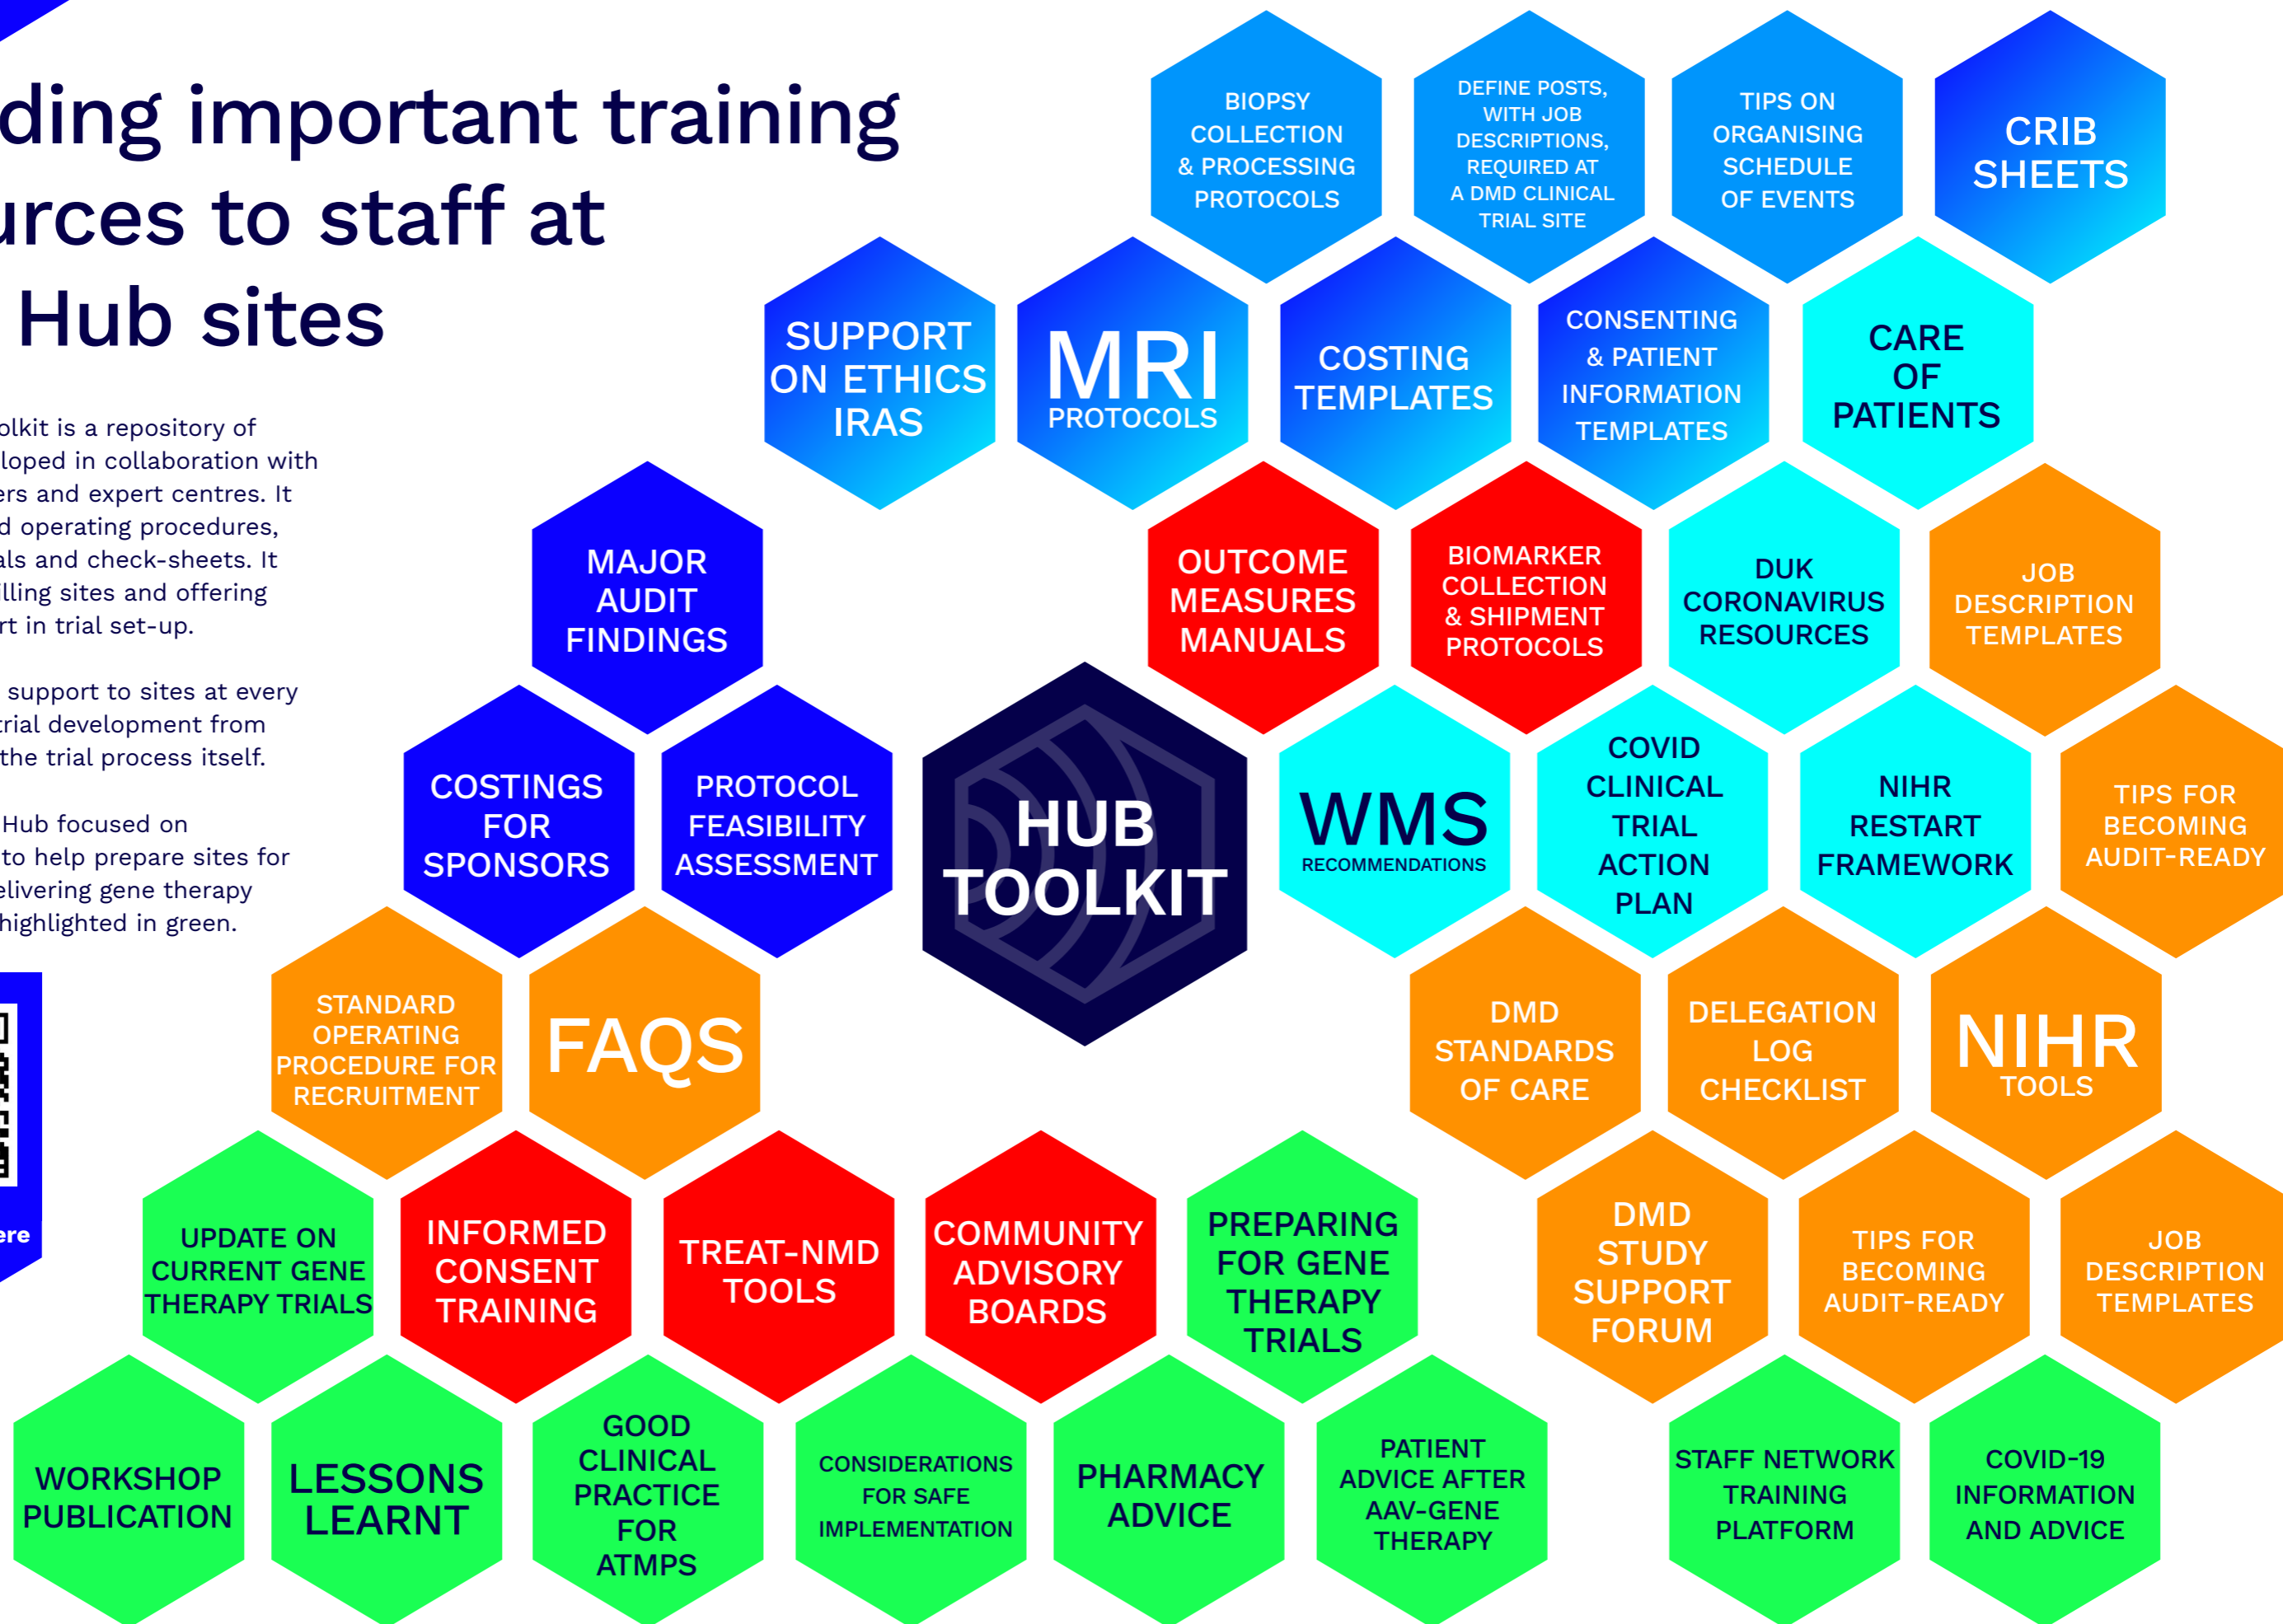 ding important training
urces to staff at
Hub sites
olkit is a repository of
loped in collaboration with
ers and expert centres. It
d operating procedures,
als and check-sheets. It
illing sites and offering
rt in trial set-up.
support to sites at every
trial development from
the trial process itself.
Hub focused on
to help prepare sites for
elivering gene therapy
highlighted in green.
ere
BIOPSY
COLLECTION
& PROCESSING
PROTOCOLS
DEFINE POSTS,
WITH JOB
DESCRIPTIONS,
REQUIRED AT
A DMD CLINICAL
TRIAL SITE
TIPS ON
ORGANISING
SCHEDULE
OF EVENTS
CRIB
SHEETS
SUPPORT
ON ETHICS
IRAS
MRI
PROTOCOLS
COSTING
TEMPLATES
CONSENTING
& PATIENT
INFORMATION
TEMPLATES
CARE
OF
PATIENTS
MAJOR
AUDIT
FINDINGS
OUTCOME
MEASURES
MANUALS
BIOMARKER
COLLECTION
& SHIPMENT
PROTOCOLS
DUK
CORONAVIRUS
RESOURCES
JOB
DESCRIPTION
TEMPLATES
COSTINGS
FOR
SPONSORS
PROTOCOL
FEASIBILITY
ASSESSMENT
HUB
TOOLKIT
WMS
RECOMMENDATIONS
COVID
CLINICAL
TRIAL
ACTION
PLAN
NIHR
RESTART
FRAMEWORK
TIPS FOR
BECOMING
AUDIT-READY
STANDARD
OPERATING
PROCEDURE FOR
RECRUITMENT
FAQS
DMD
STANDARDS
OF CARE
DELEGATION
LOG
CHECKLIST
NIHR
TOOLS
UPDATE ON
CURRENT GENE
THERAPY TRIALS
INFORMED
CONSENT
TRAINING
TREAT-NMD
TOOLS
COMMUNITY
ADVISORY
BOARDS
PREPARING
FOR GENE
THERAPY
TRIALS
DMD
STUDY
SUPPORT
FORUM
TIPS FOR
BECOMING
AUDIT-READY
JOB
DESCRIPTION
TEMPLATES
WORKSHOP
PUBLICATION
LESSONS
LEARNT
GOOD
CLINICAL
PRACTICE
FOR
ATMPS
CONSIDERATIONS
FOR SAFE
IMPLEMENTATION
PHARMACY
ADVICE
PATIENT
ADVICE AFTER
AAV-GENE
THERAPY
STAFF NETWORK
TRAINING
PLATFORM
COVID-19
INFORMATION
AND ADVICE